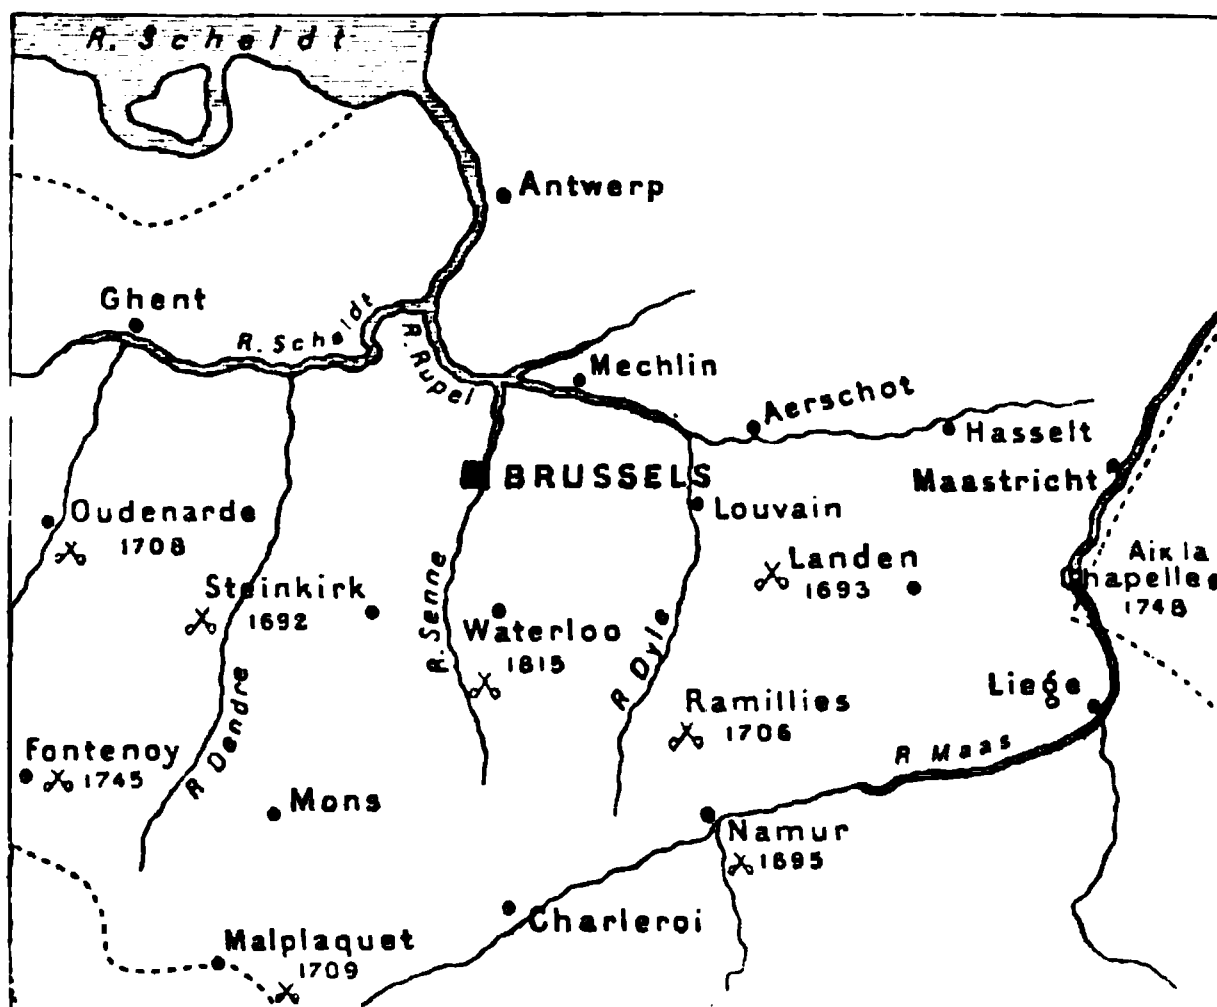 R. Scheldt
Antwerp
Ghent
R. Scheldt
R. Rupel
Mechlin
Aerschot
Hasselt
BRUSSELS
Maastricht
Oudenarde
1708
Louvain
Landen
1693
Aix la
Chapelle
1748
Steinkirk
1692
R. Senne
Waterloo
1815
R Dyle
R Dendre
Ramillies
1706
Liege
Fontenoy
1745
Mons
R Maas
Namur
1695
Charleroi
Malplaquet
1709